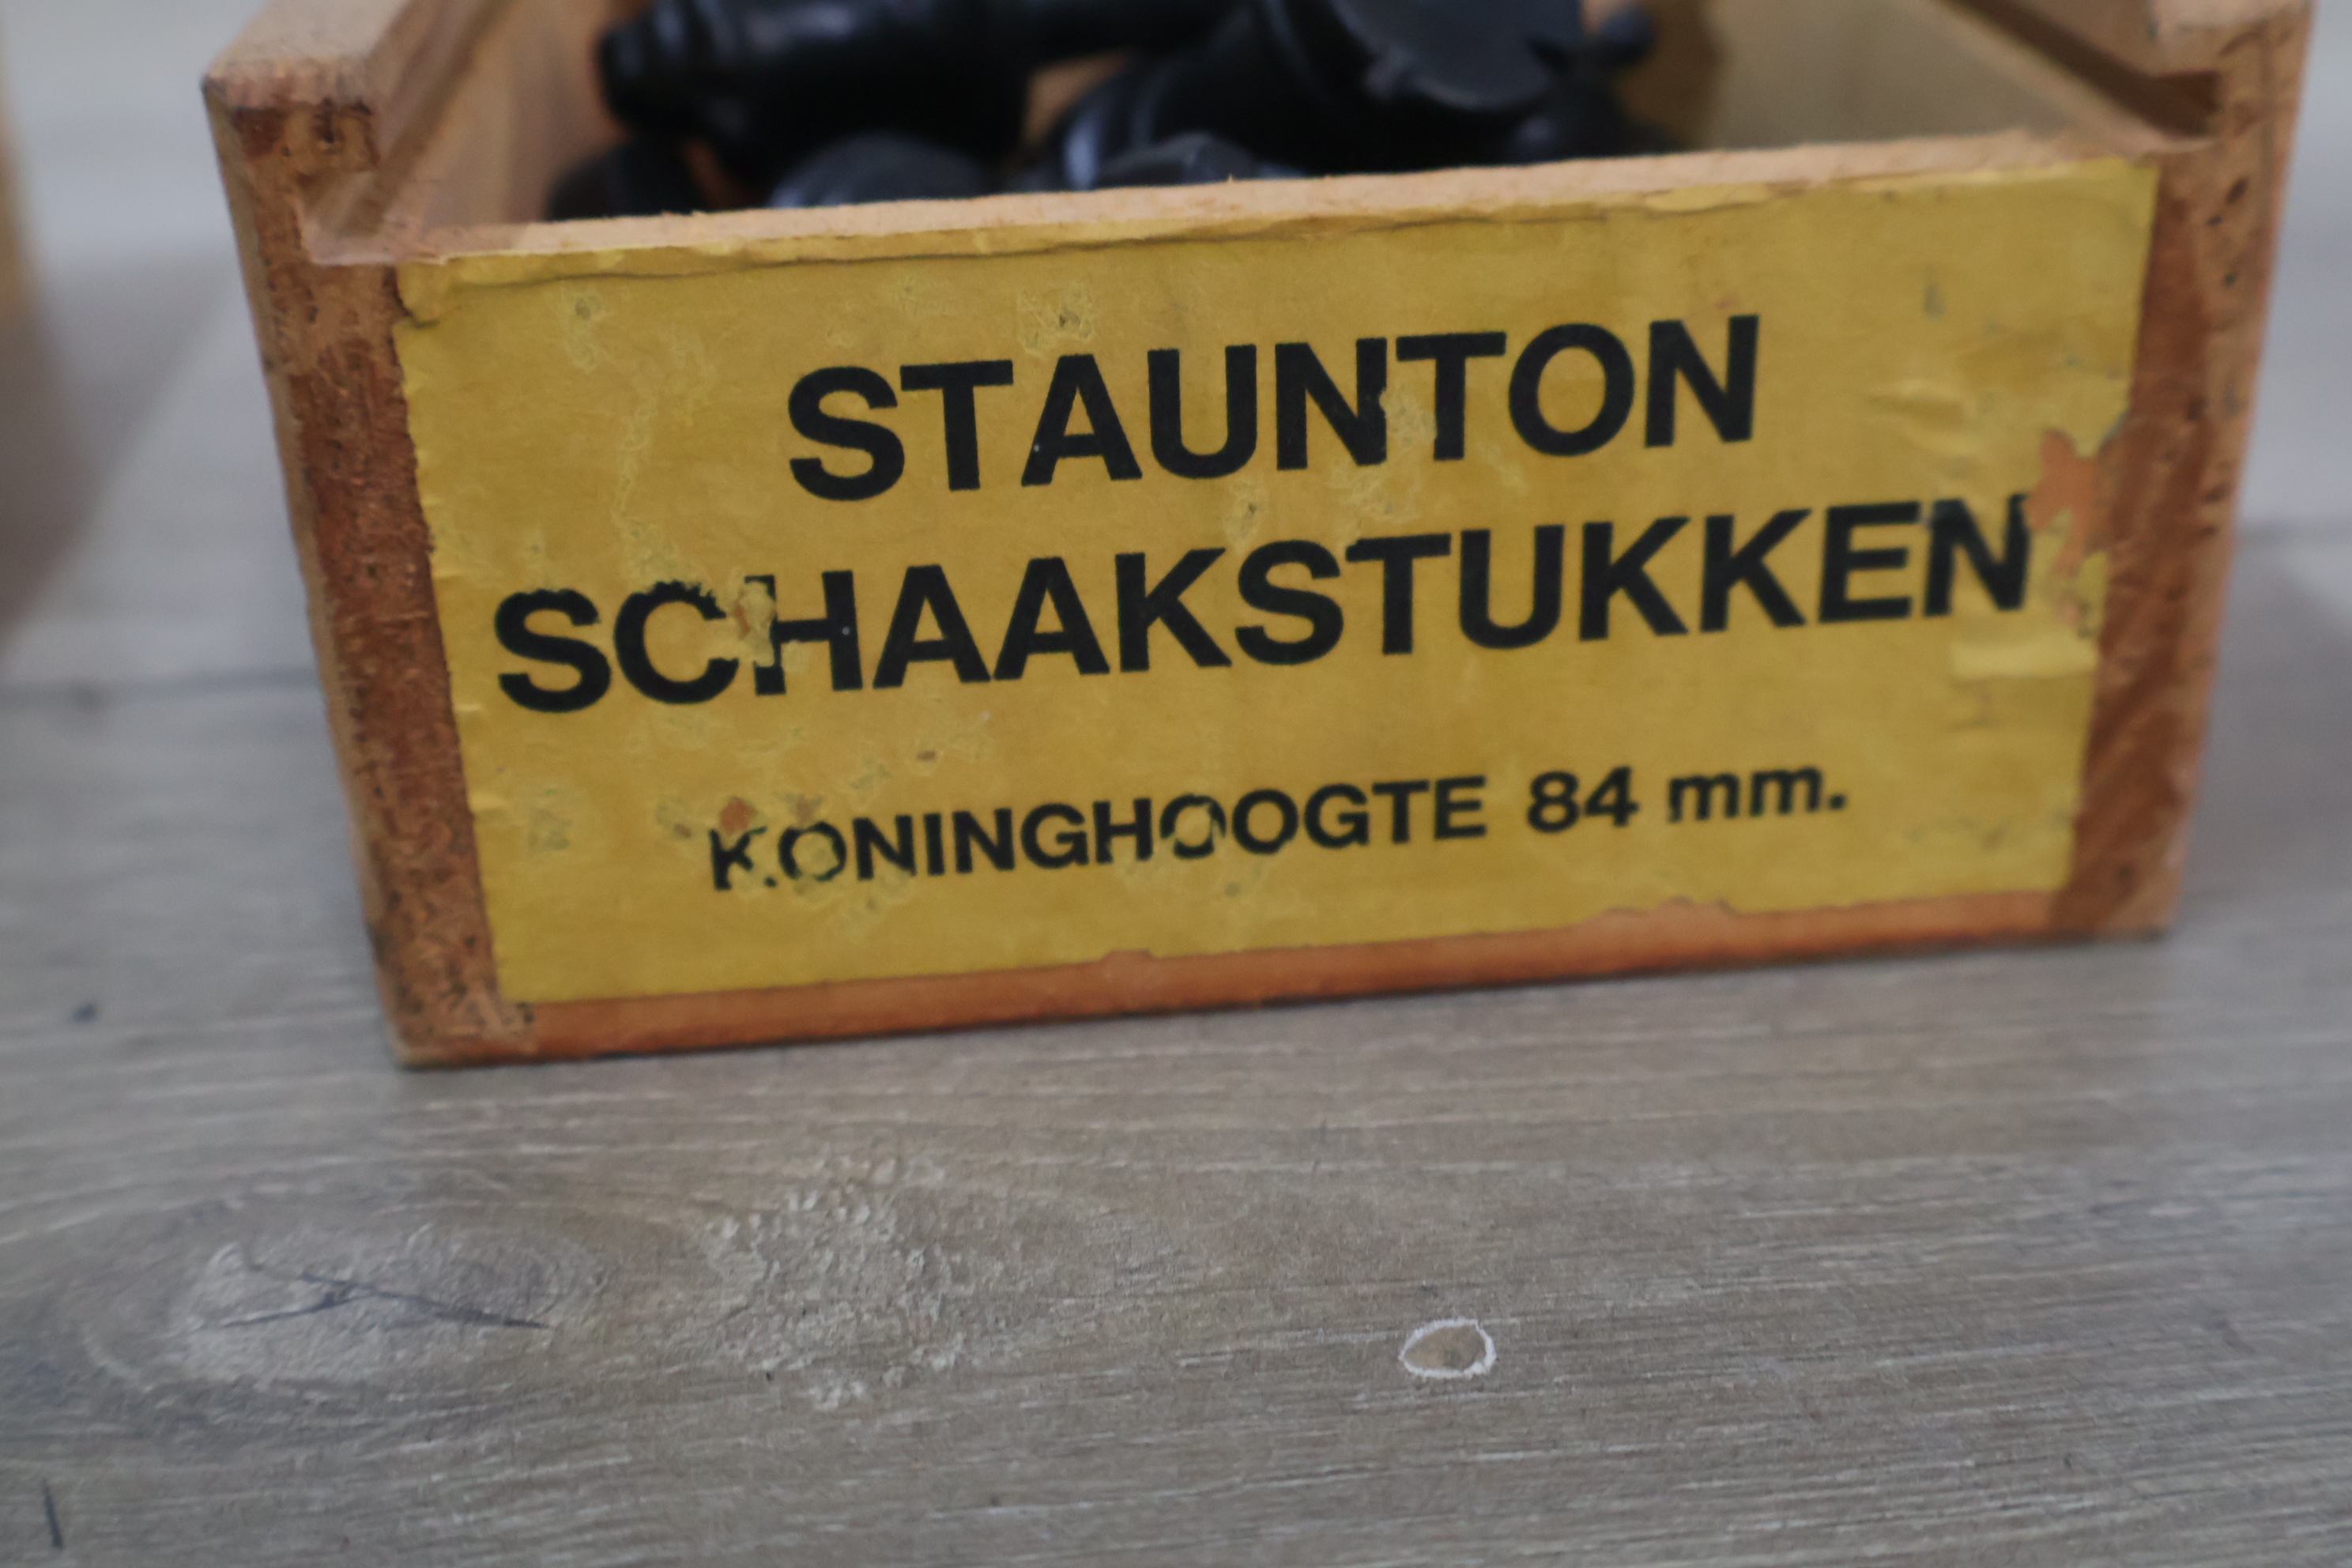 STAUNTON
SCHAAKSTUKKEN
KONINGHOOGTE 84 mm.